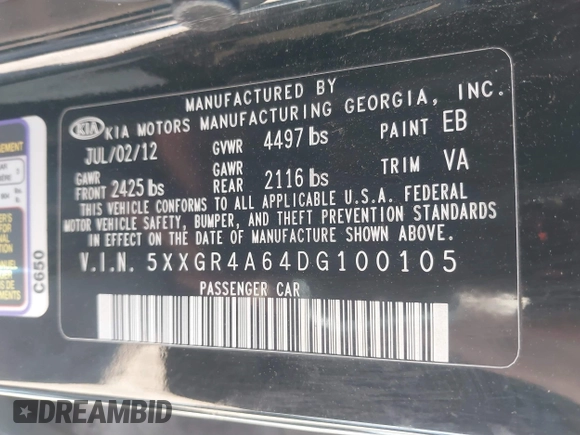 MANUFACTURED BY
KIA KIA MOTORS MANUFACTURING GEORGIA, INC.
JUL/02/12 GVWR 4497 lbs PAINT EB
GAWR FRONT 2425 lbs GAWR REAR 2116 lbs TRIM VA
THIS VEHICLE CONFORMS TO ALL APPLICABLE U.S.A. FEDERAL
MOTOR VEHICLE SAFETY, BUMPER, AND THEFT PREVENTION STANDARDS
IN EFFECT ON THE DATE OF MANUFACTURE SHOWN ABOVE.
V.I.N. 5XXGR4A64DG100105
PASSENGER CAR
C650
DREAMBID